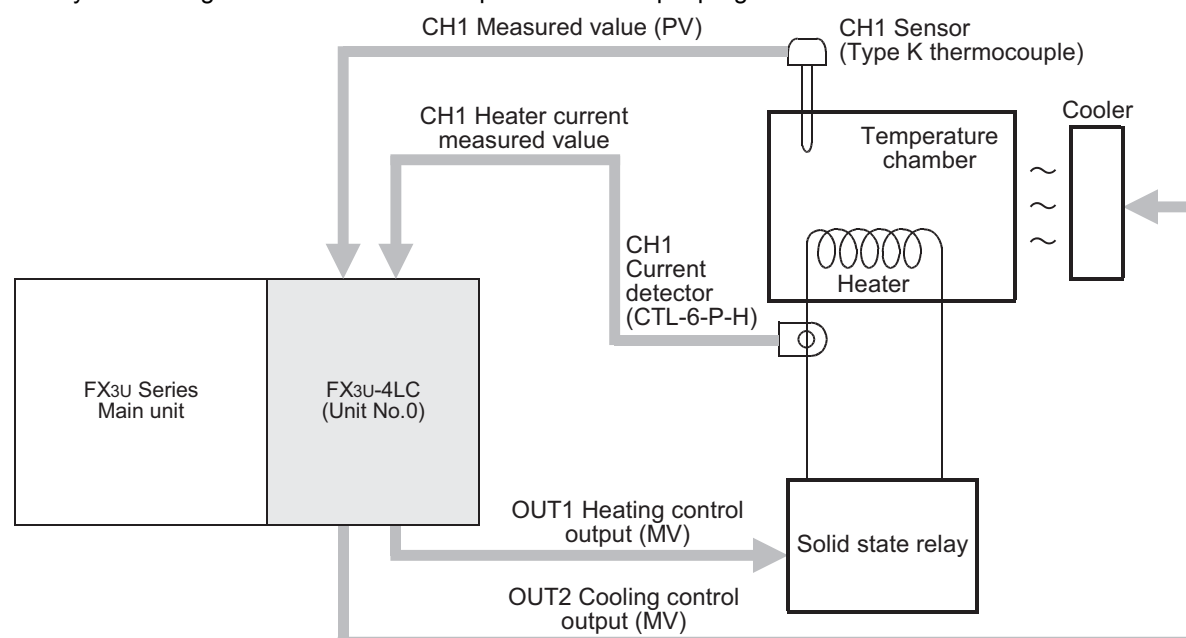 CH1 Measured value (PV)
CH1 Sensor
(Type K thermocouple)
CH1 Heater current
measured value
Temperature
chamber
Cooler
CH1
Current
detector
(CTL-6-P-H)
Heater
FX3U Series
Main unit
FX3U-4LC
(Unit No.0)
OUT1 Heating control
output (MV)
Solid state relay
OUT2 Cooling control
output (MV)